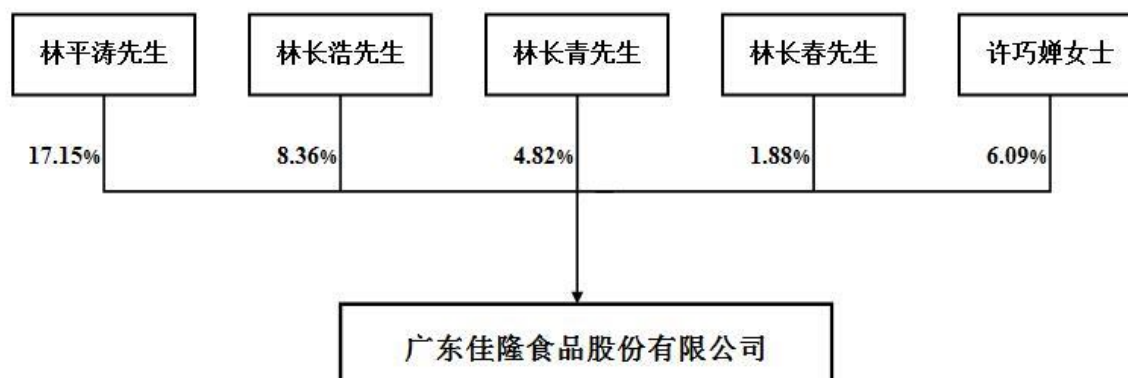 林平涛先生
林长浩先生
林长青先生
林长春先生
许巧婵女士
17.15%
8.36%
4.82%
1.88%
6.09%
广东佳隆食品股份有限公司